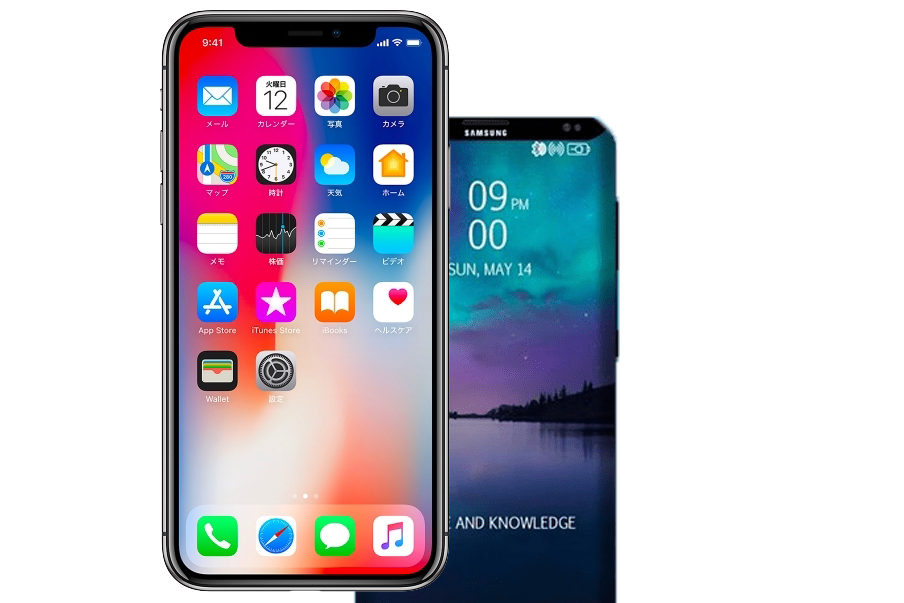 9:41
火曜日
12
メール
カレンダー
写真
カメラ
280
マップ
時計
天気
ホーム
メモ
株価
リマインダー
ビデオ
App Store
iTunes Store
iBooks
ヘルスケア
Wallet
設定
SAMSUNG
09 PM
00
SUN, MAY 14
E AND KNOWLEDGE